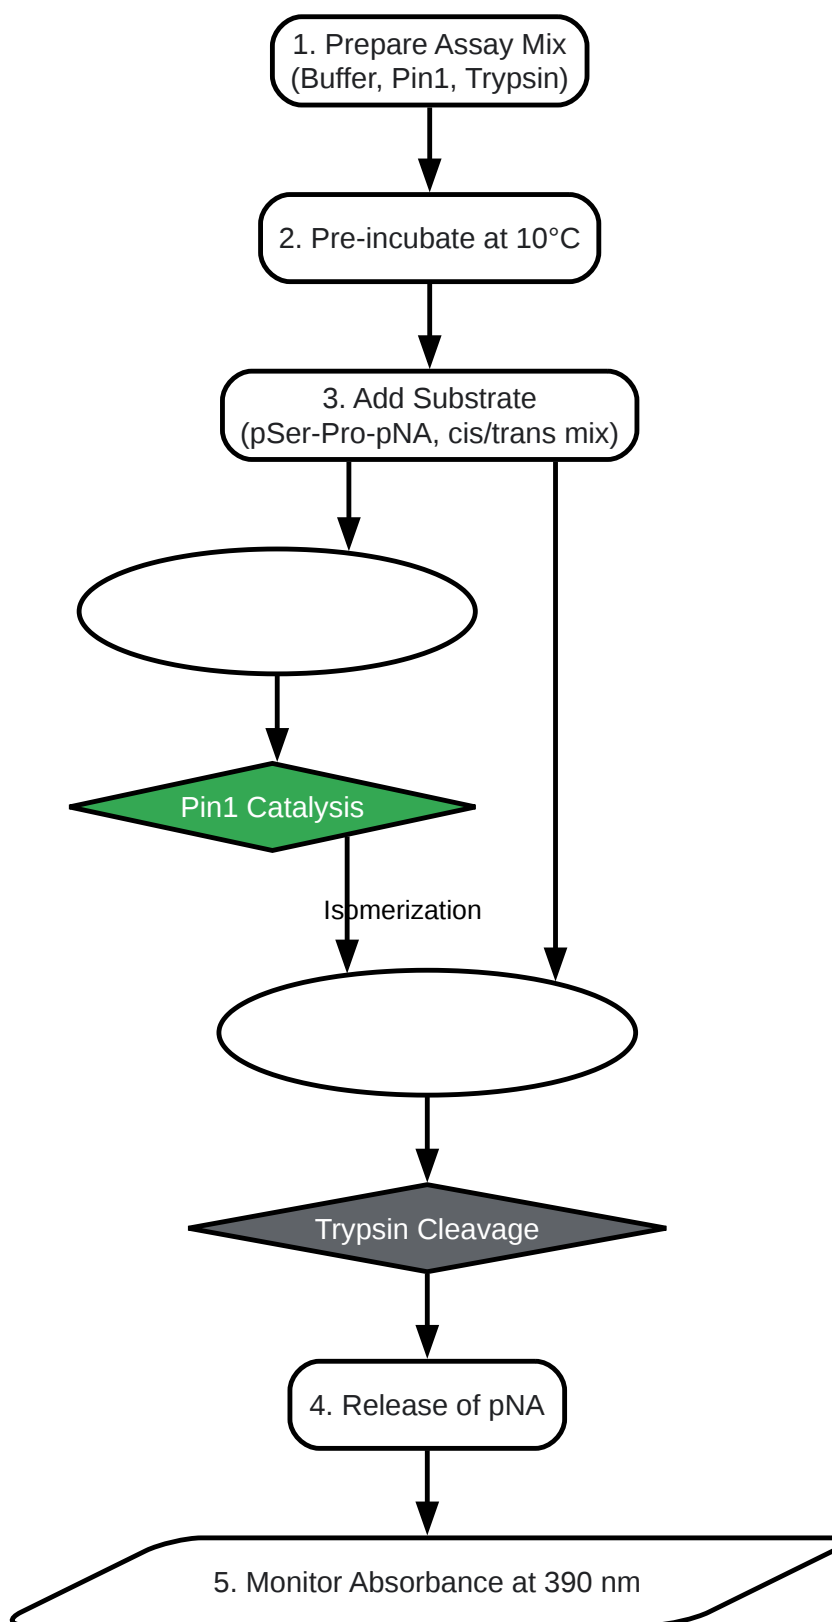 1. Prepare Assay Mix
(Buffer, Pin1, Trypsin)
2. Pre-incubate at 10°C
3. Add Substrate
(pSer-Pro-pNA, cis/trans mix)
Pin1 Catalysis
Isomerization
Trypsin Cleavage
4. Release of pNA
5. Monitor Absorbance at 390 nm